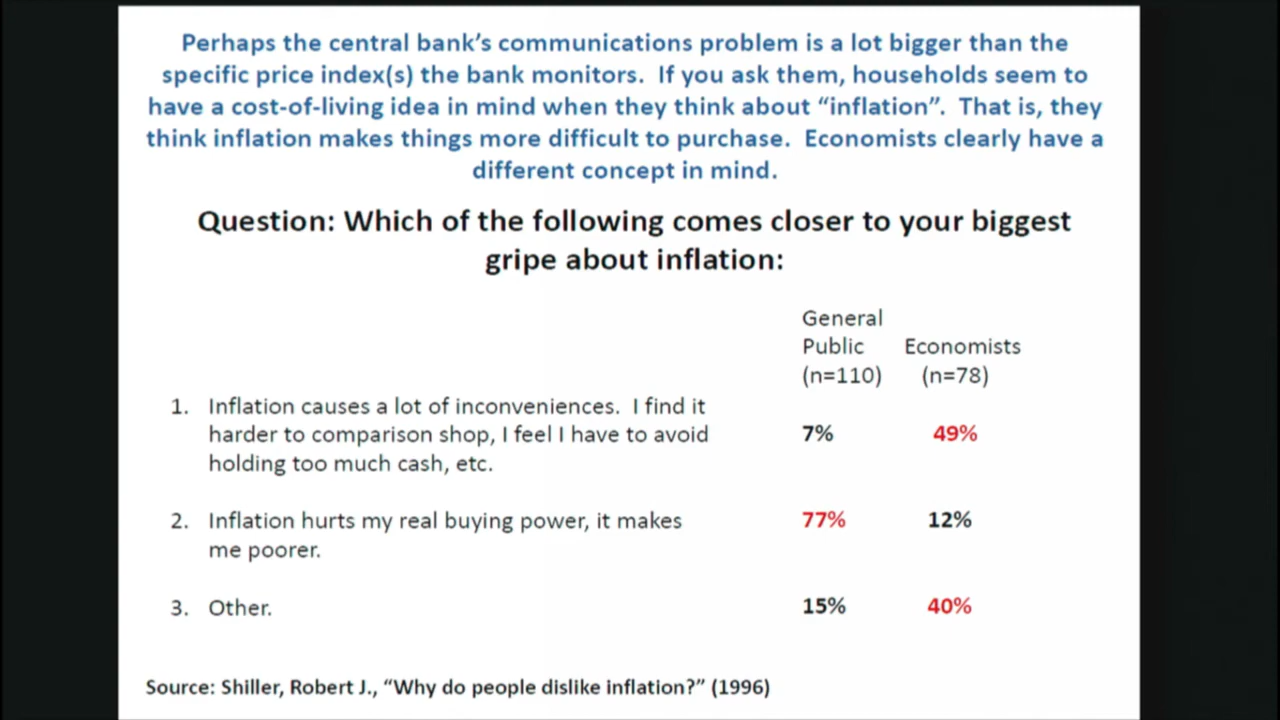 Perhaps the central bank’s communications problem is a lot bigger than the
specific price index(s) the bank monitors.  If you ask them, households seem to
have a cost-of-living idea in mind when they think about “inflation”.  That is, they
think inflation makes things more difficult to purchase.  Economists clearly have a
different concept in mind.
Question: Which of the following comes closer to your biggest
gripe about inflation:
General
Public Economists
(n=110) (n=78)
1. Inflation causes a lot of inconveniences.  I find it
harder to comparison shop, I feel I have to avoid 7% 49%
holding too much cash, etc.
2. Inflation hurts my real buying power, it makes 77% 12%
me poorer.
3. Other. 15% 40%
Source: Shiller, Robert J., “Why do people dislike inflation?” (1996)